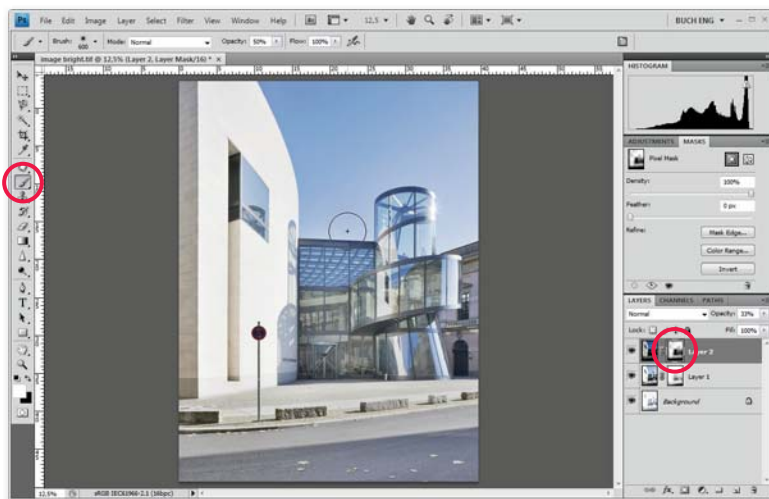 Ps File Edit Image Layer Select Filter View Window Help Br 12,5 BUCH ENG
Brush: 600 Mode: Normal Opacity: 50% Flow: 100%
image bright.tif @ 12,5% (Layer 2, Layer Mask/16) * ×
HISTOGRAM
ADJUSTMENTS MASKS
Pixel Mask
Density: 100%
Feather: 0 px
Refine: Mask Edge...
Color Range...
Invert
LAYERS CHANNELS PATHS
Normal Opacity: 33%
Lock: Fill: 100%
Layer 2
Layer 1
Background
12,5% sRGB IEC61966-2.1 (16bpc)